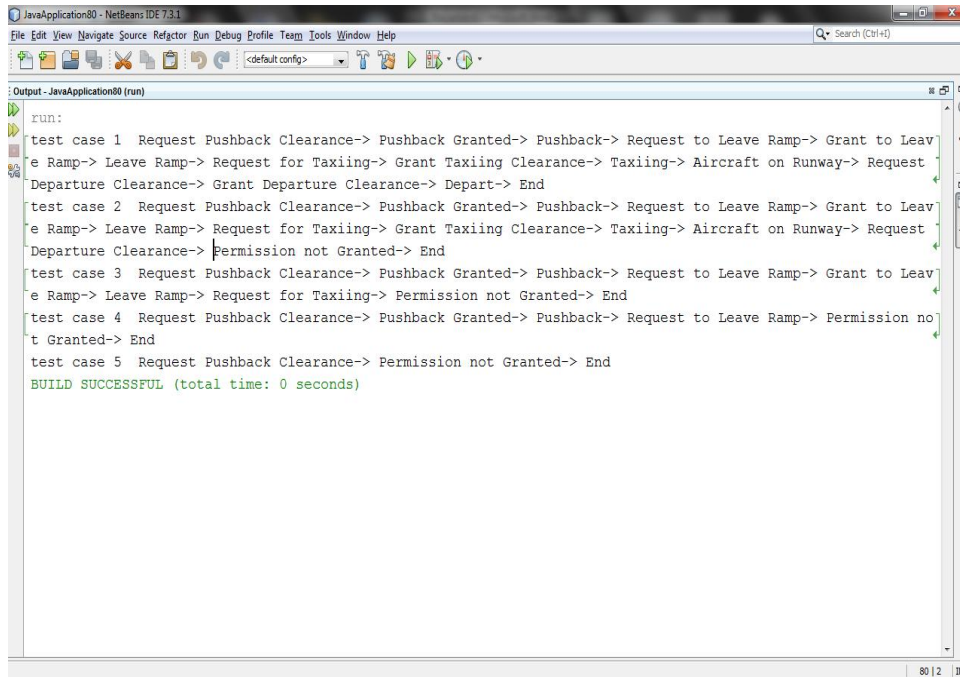 JavaApplication80 - NetBeans IDE 7.3.1
File Edit View Navigate Source Refactor Run Debug Profile Team Tools Window Help
Search (Ctrl+I)
<default config>
Output - JavaApplication80 (run)
run:
test case 1 Request Pushback Clearance-> Pushback Granted-> Pushback-> Request to Leave Ramp-> Grant to Leav
e Ramp-> Leave Ramp-> Request for Taxiing-> Grant Taxiing Clearance-> Taxiing-> Aircraft on Runway-> Request
Departure Clearance-> Grant Departure Clearance-> Depart-> End
test case 2 Request Pushback Clearance-> Pushback Granted-> Pushback-> Request to Leave Ramp-> Grant to Leav
e Ramp-> Leave Ramp-> Request for Taxiing-> Grant Taxiing Clearance-> Taxiing-> Aircraft on Runway-> Request
Departure Clearance-> Permission not Granted-> End
test case 3 Request Pushback Clearance-> Pushback Granted-> Pushback-> Request to Leave Ramp-> Grant to Leav
e Ramp-> Leave Ramp-> Request for Taxiing-> Permission not Granted-> End
test case 4 Request Pushback Clearance-> Pushback Granted-> Pushback-> Request to Leave Ramp-> Permission no
t Granted-> End
test case 5 Request Pushback Clearance-> Permission not Granted-> End
BUILD SUCCESSFUL (total time: 0 seconds)
80 | 2